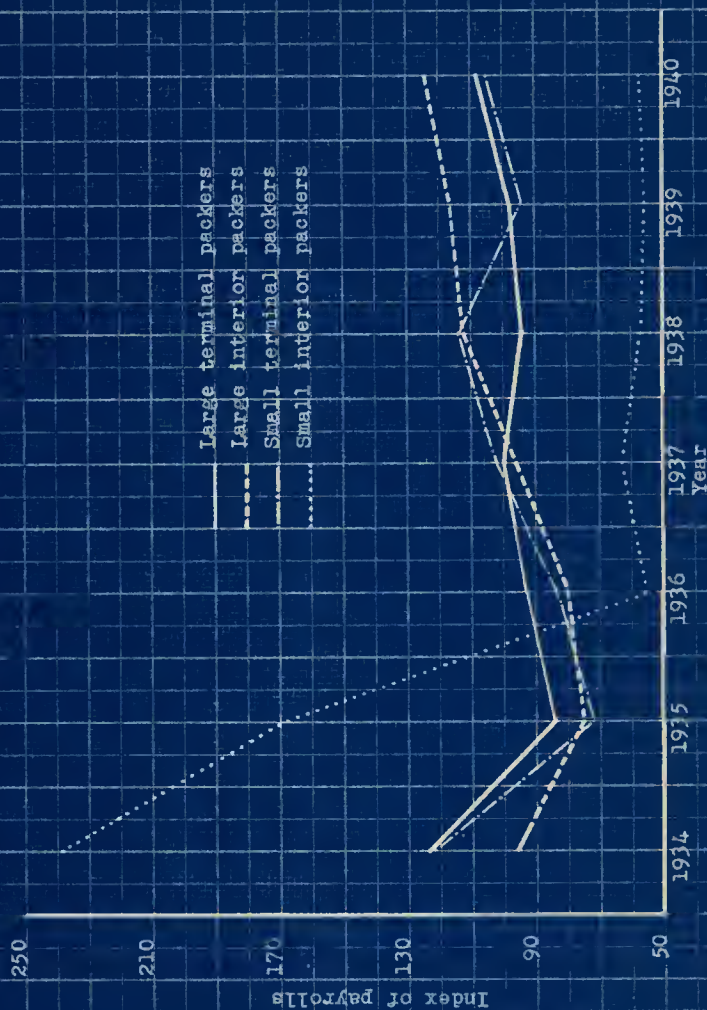 Index of payrolls
250
210
170
130
90
50
Large terminal packers
Large interior packers
Small terminal packers
Small interior packers
1934
1935
1936
1937
1938
1939
1940
Year